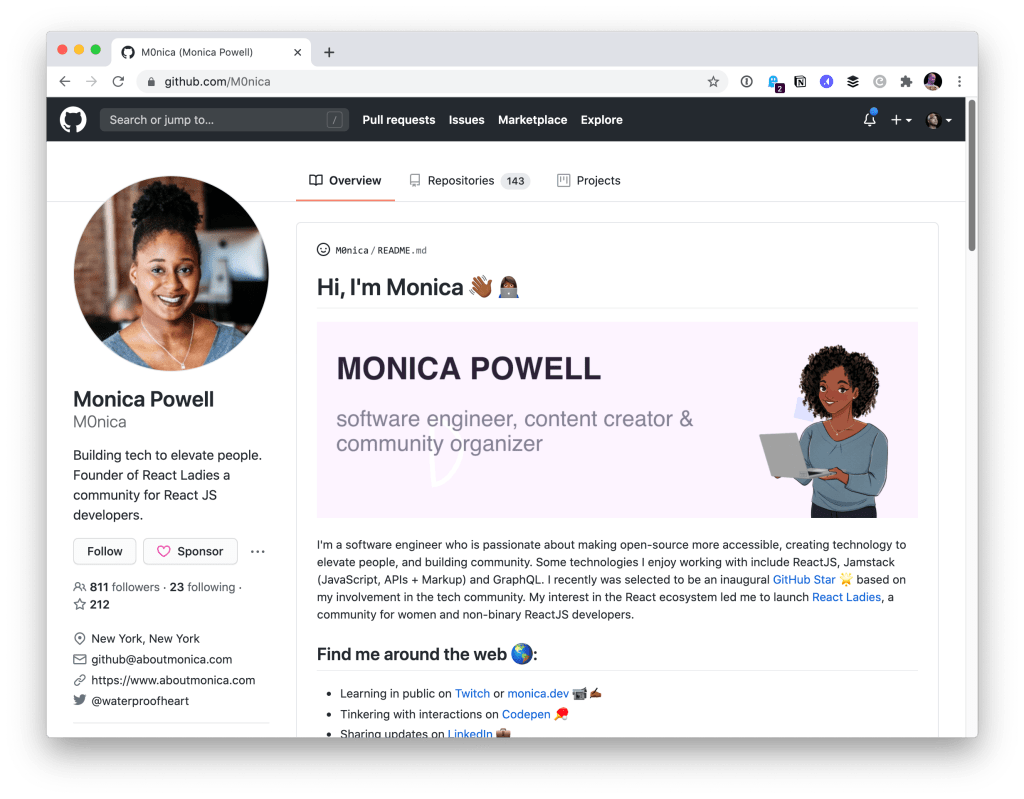 M0nica (Monica Powell)
github.com/M0nica
2
Search or jump to... /
Pull requests Issues Marketplace Explore
Overview Repositories 143 Projects
M0nica / README.md
Hi, I'm Monica 👋🏾 👩🏾‍💻
MONICA POWELL
software engineer, content creator &
community organizer
Monica Powell
M0nica
Building tech to elevate people.
Founder of React Ladies a
community for React JS
developers.
Follow Sponsor
811 followers · 23 following ·
212
New York, New York
github@aboutmonica.com
https://www.aboutmonica.com
@waterproofheart
I'm a software engineer who is passionate about making open-source more accessible, creating technology to
elevate people, and building community. Some technologies I enjoy working with include ReactJS, Jamstack
(JavaScript, APIs + Markup) and GraphQL. I recently was selected to be an inaugural GitHub Star 🌟 based on
my involvement in the tech community. My interest in the React ecosystem led me to launch React Ladies, a
community for women and non-binary ReactJS developers.
Find me around the web 🌎:
• Learning in public on Twitch or monica.dev 📹 ✍🏾
• Tinkering with interactions on Codepen 🏓
• Sharing updates on LinkedIn 💼